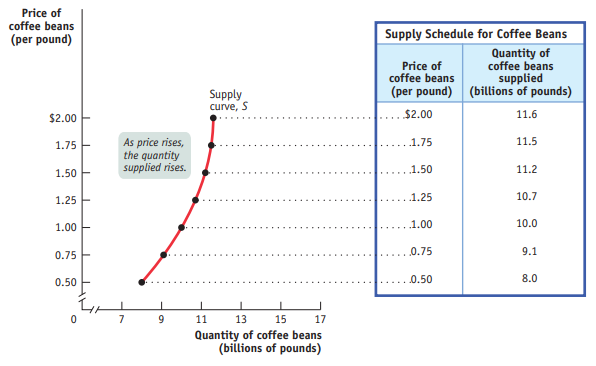 Price of
coffee beans
(per pound)
Supply
curve, S
$2.00
1.75
1.50
1.25
1.00
0.75
0.50
As price rises,
the quantity
supplied rises.
0
7 9 11 13 15 17
Quantity of coffee beans
(billions of pounds)
Supply Schedule for Coffee Beans
Price of
coffee beans
(per pound)
Quantity of
coffee beans
supplied
(billions of pounds)
$2.00 11.6
1.75 11.5
1.50 11.2
1.25 10.7
1.00 10.0
0.75 9.1
0.50 8.0